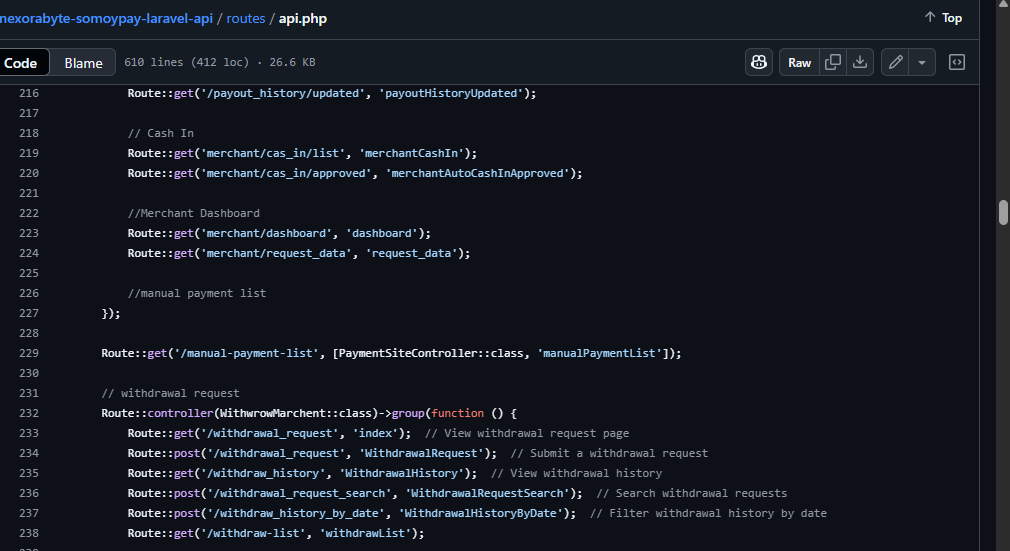 nexorabyte-somoypay-laravel-api / routes / api.php
Top
Code Blame 610 lines (412 loc) · 26.6 KB Raw
216 Route::get('/payout_history/updated', 'payoutHistoryUpdated');
217
218 // Cash In
219 Route::get('merchant/cas_in/list', 'merchantCashIn');
220 Route::get('merchant/cas_in/approved', 'merchantAutoCashInApproved');
221
222 //Merchant Dashboard
223 Route::get('merchant/dashboard', 'dashboard');
224 Route::get('merchant/request_data', 'request_data');
225
226 //manual payment list
227 });
228
229 Route::get('/manual-payment-list', [PaymentSiteController::class, 'manualPaymentList']);
230
231 // withdrawal request
232 Route::controller(WithwrowMarchent::class)->group(function () {
233 Route::get('/withdrawal_request', 'index'); // View withdrawal request page
234 Route::post('/withdrawal_request', 'WithdrawalRequest'); // Submit a withdrawal request
235 Route::get('/withdraw_history', 'WithdrawalHistory'); // View withdrawal history
236 Route::post('/withdrawal_request_search', 'WithdrawalRequestSearch'); // Search withdrawal requests
237 Route::post('/withdraw_history_by_date', 'WithdrawalHistoryByDate'); // Filter withdrawal history by date
238 Route::get('/withdraw-list', 'withdrawList');